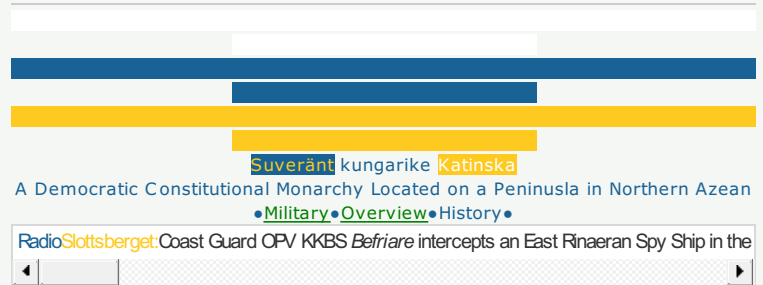 Suveränt kungarike Katinska
A Democratic Constitutional Monarchy Located on a Peninusla in Northern Azean
●Military●Overview●History●
RadioSlottsberget:Coast Guard OPV KKBS Befriare intercepts an East Rinaeran Spy Ship in the